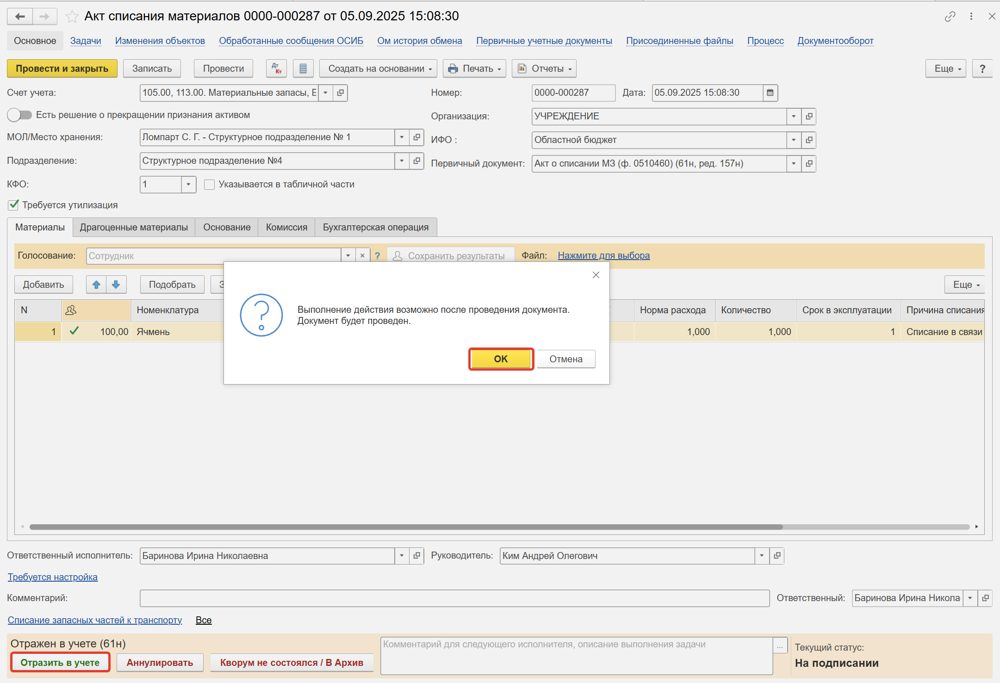 Акт списания материалов 0000-000287 от 05.09.2025 15:08:30
Основное Задачи Изменения объектов Обработанные сообщения ОСИБ Ом история обмена Первичные учетные документы Присоединенные файлы Процесс Документооборот
Провести и закрыть Записать Провести Дт Кт Создать на основании Печать Отчеты Еще ?
Счет учета: 105.00, 113.00. Материальные запасы, Номер: 0000-000287 Дата: 05.09.2025 15:08:30
Есть решение о прекращении признания активом Организация: УЧРЕЖДЕНИЕ
МОЛ/Место хранения: Ломпарт С. Г. - Структурное подразделение № 1 ИФО : Областной бюджет
Подразделение: Структурное подразделение №4 Первичный документ: Акт о списании МЗ (ф. 0510460) (61н, ред. 157н)
КФО: 1 Указывается в табличной части
Требуется утилизация
Материалы Драгоценные материалы Основание Комиссия Бухгалтерская операция
Голосование: Сотрудник ? Сохранить результаты Файл: Нажмите для выбора
Добавить Подобрать Еще
N Номенклатура Норма расхода Количество Срок в эксплуатации Причина списания
1 100,00 Ячмень 1,000 1,000 1 Списание в связи
Выполнение действия возможно после проведения документа.
Документ будет проведен.
ОК Отмена
Ответственный исполнитель: Баринова Ирина Николаевна Руководитель: Ким Андрей Олегович
Требуется настройка
Комментарий: Ответственный: Баринова Ирина Никола
Списание запасных частей к транспорту Все
Отражен в учете (61н) Комментарий для следующего исполнителя, описание выполнения задачи ... Текущий статус:
Отразить в учете Аннулировать Кворум не состоялся / В Архив На подписании